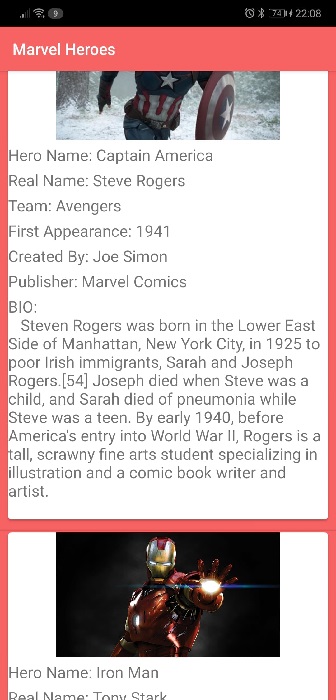 9 74 22:08
Marvel Heroes
Hero Name: Captain America
Real Name: Steve Rogers
Team: Avengers
First Appearance: 1941
Created By: Joe Simon
Publisher: Marvel Comics
BIO:
Steven Rogers was born in the Lower East
Side of Manhattan, New York City, in 1925 to
poor Irish immigrants, Sarah and Joseph
Rogers.[54] Joseph died when Steve was a
child, and Sarah died of pneumonia while
Steve was a teen. By early 1940, before
America's entry into World War II, Rogers is a
tall, scrawny fine arts student specializing in
illustration and a comic book writer and
artist.
Hero Name: Iron Man
Real Name: Tony Stark